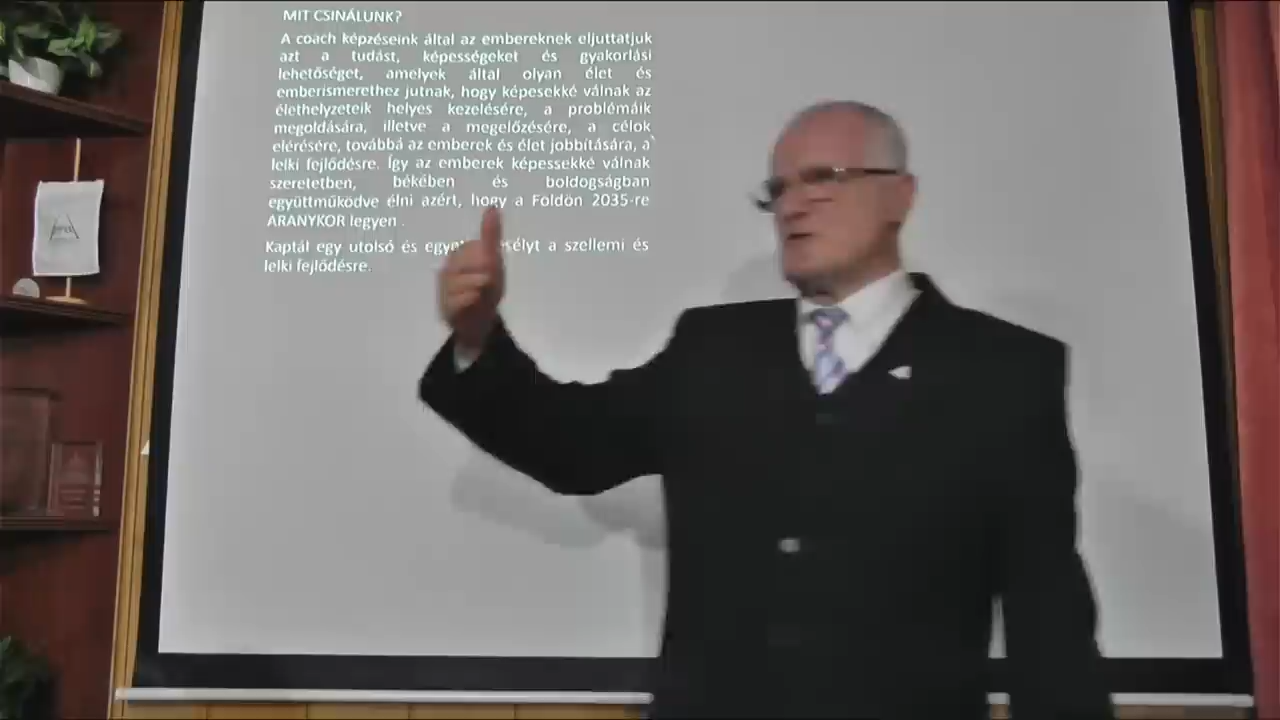 MIT CSINÁLUNK?
A coach képzéseink által az embereknek eljuttatjuk
azt a tudást, képességeket és gyakorlási
lehetőséget, amelyek által olyan élet és
emberismerethez jutnak, hogy képesekké válnak az
élethelyzeteik helyes kezelésére, a problémáik
megoldására, illetve a megelőzésére, a célok
elérésére, továbbá az emberek és élet jobbítására, a
lelki fejlődésre. Így az emberek képessekké válnak
szeretetben, békében és boldogságban
együttműködve élni azért, hogy a Földön 2035-re
ARANYKOR legyen .
Kaptál egy utolsó és a szellemi és
lelki fejlődésre.